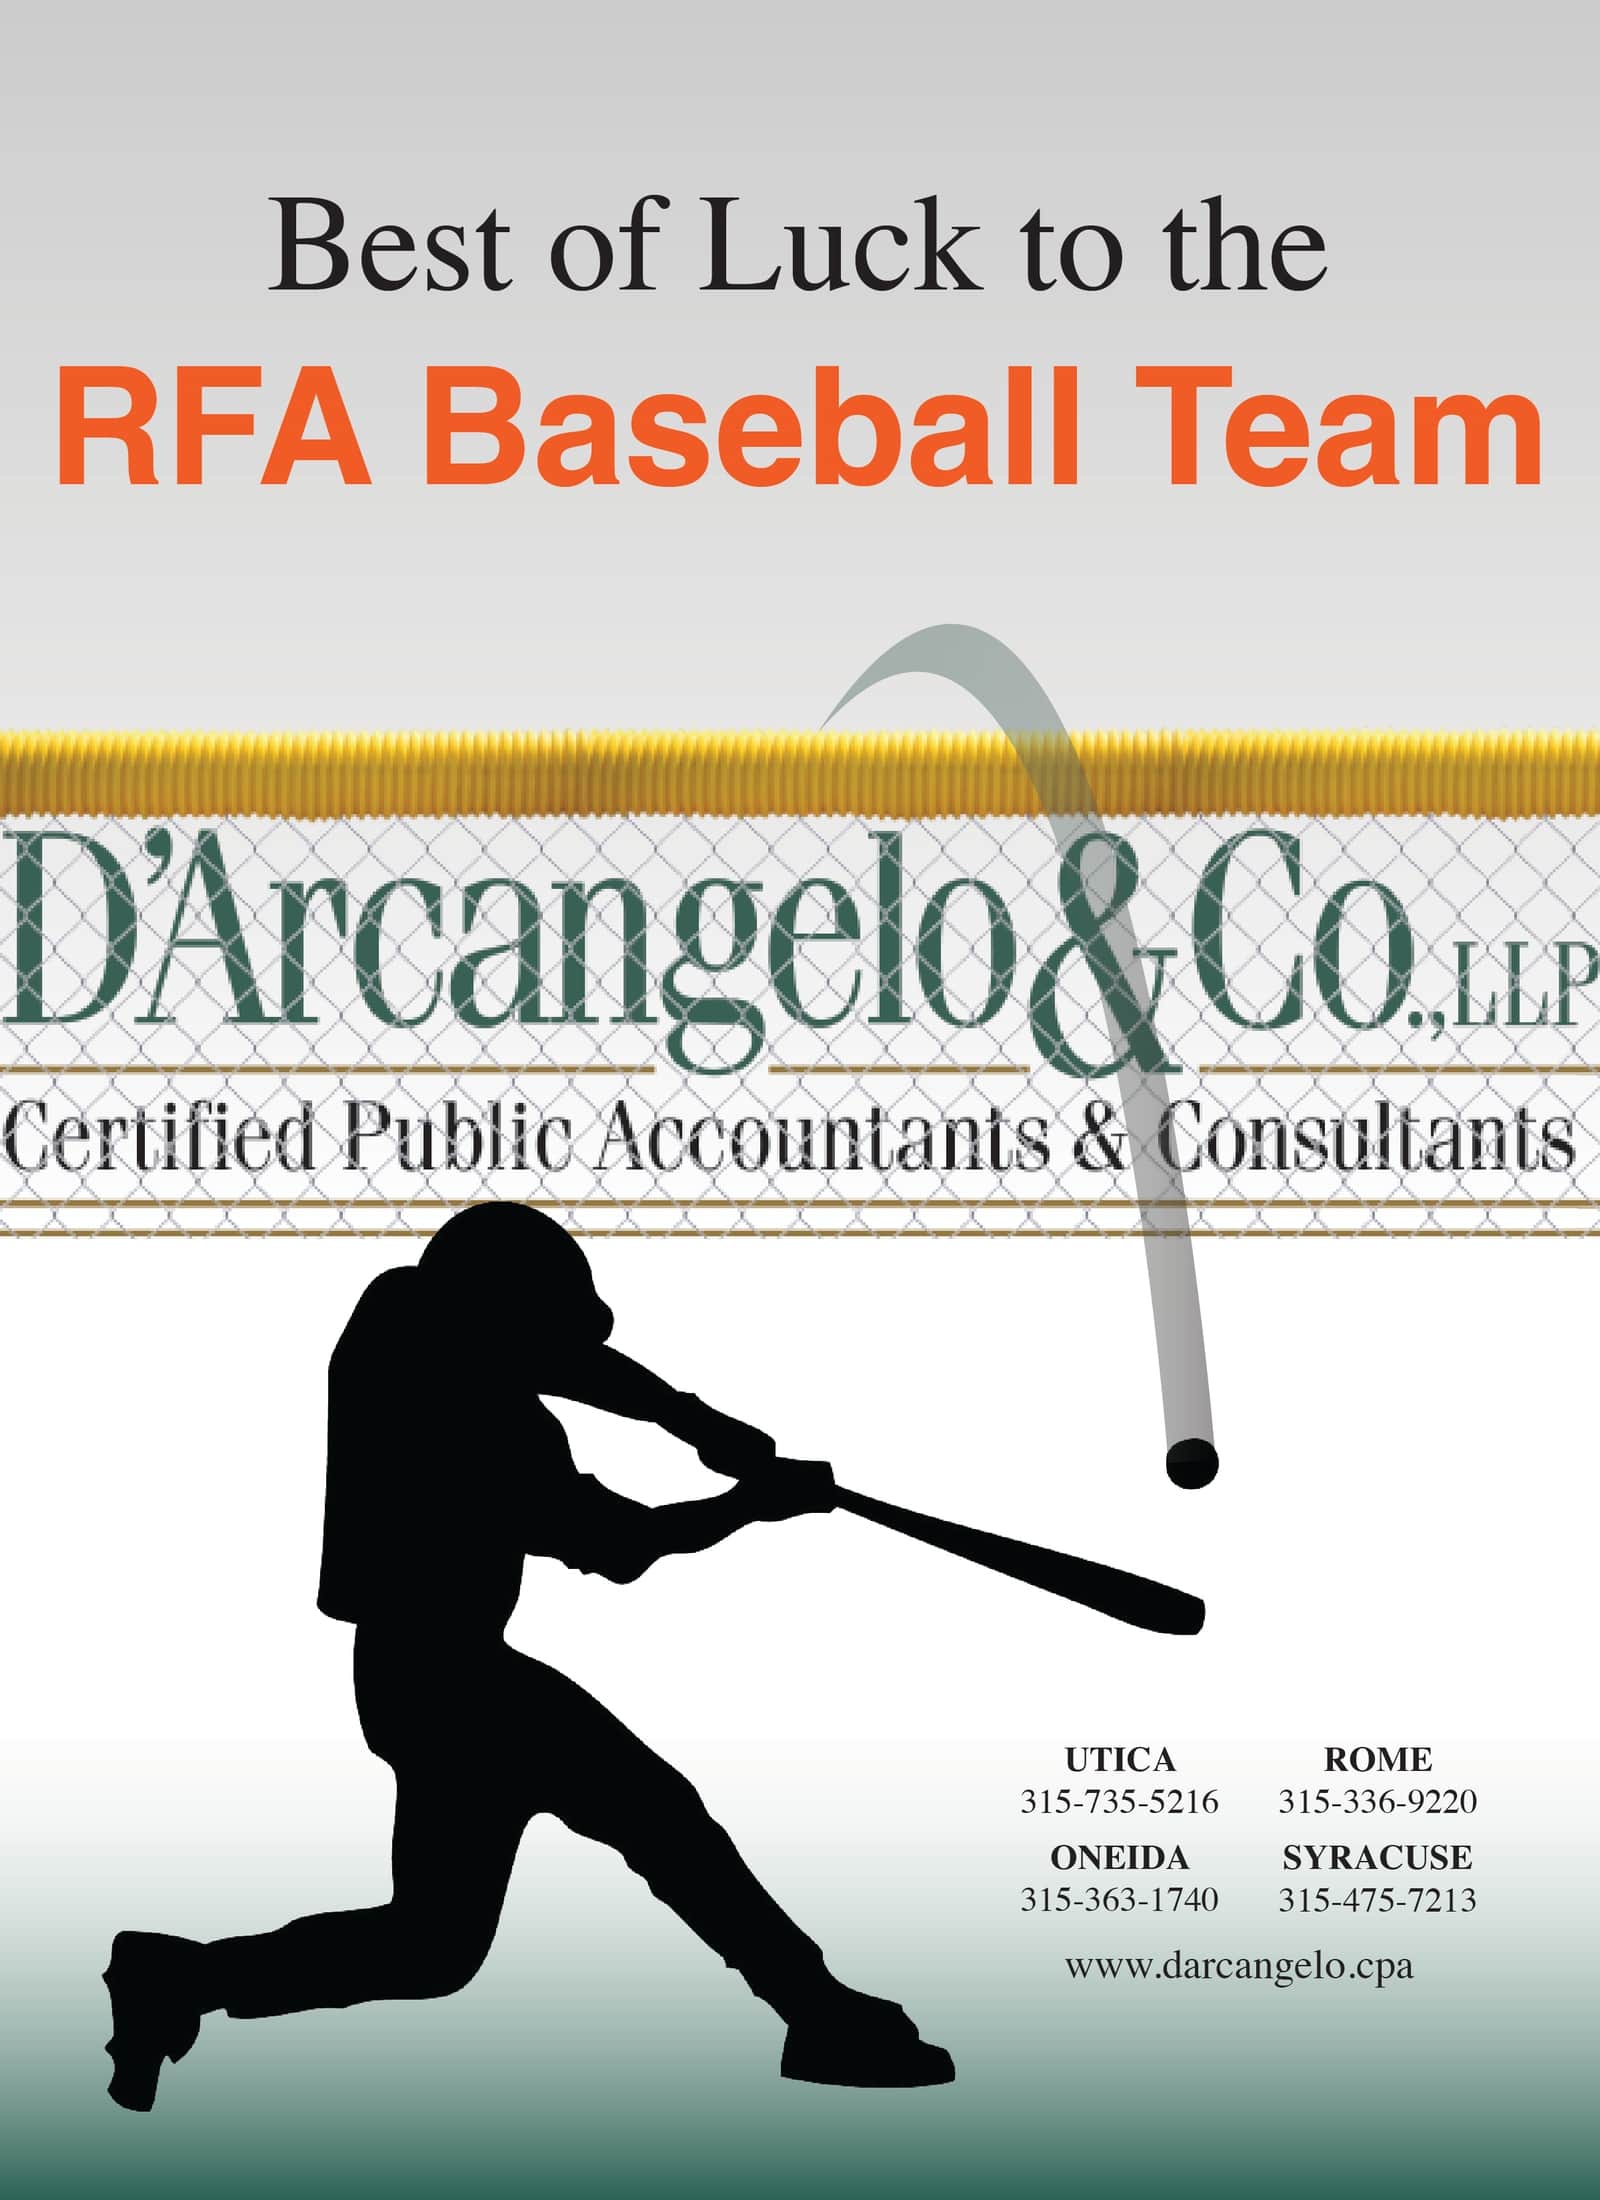 Best of Luck to the
RFA Baseball Team
D'Arcangelo & Co., LLP
Certified Public Accountants & Consultants
UTICA
315-735-5216
ROME
315-336-9220
ONEIDA
315-363-1740
SYRACUSE
315-475-7213
www.darcangelo.cpa